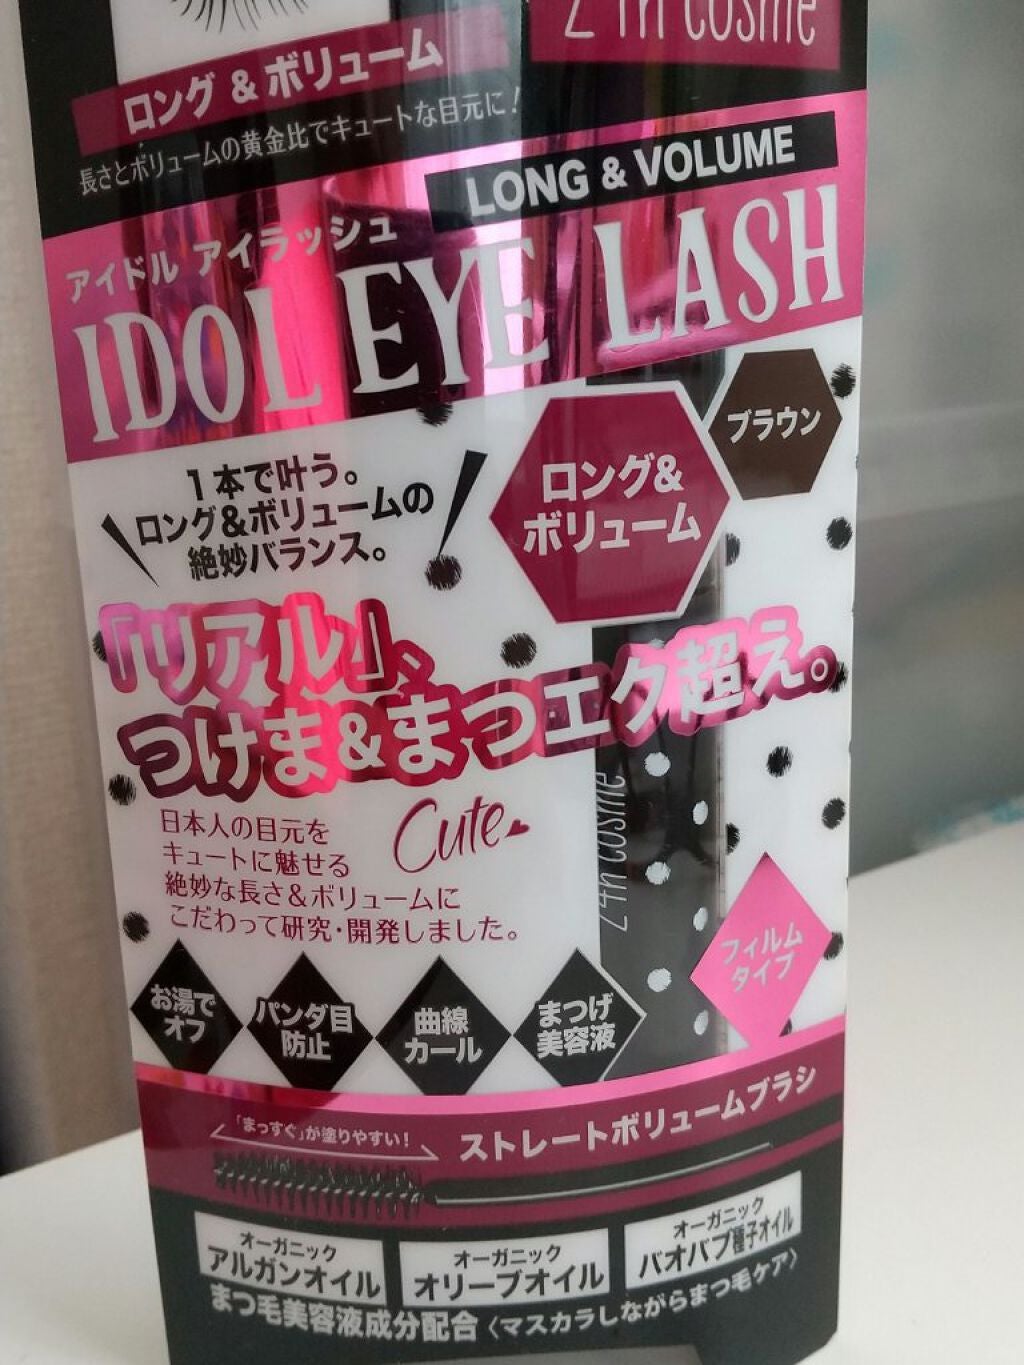 24h cosme
ロング & ボリューム
長さとボリュームの黄金比でキュートな目元に!
LONG & VOLUME
アイドル アイラッシュ
IDOL EYE LASH
ブラウン
ロング&
ボリューム
1本で叶う。
ロング&ボリュームの
絶妙バランス。
『リアル』、
つけま&まつエク超え。
日本人の目元を
キュートに魅せる
絶妙な長さ&ボリュームに
こだわって研究・開発しました。
Cute
24h cosme
フィルム
タイプ
お湯で
オフ
パンダ目
防止
曲線
カール
まつげ
美容液
「まっすぐ」が塗りやすい!
ストレートボリュームブラシ
オーガニック
アルガンオイル
オーガニック
オリーブオイル
オーガニック
バオバブ種子オイル
まつ毛美容液成分配合〈マスカラしながらまつ毛ケア〉